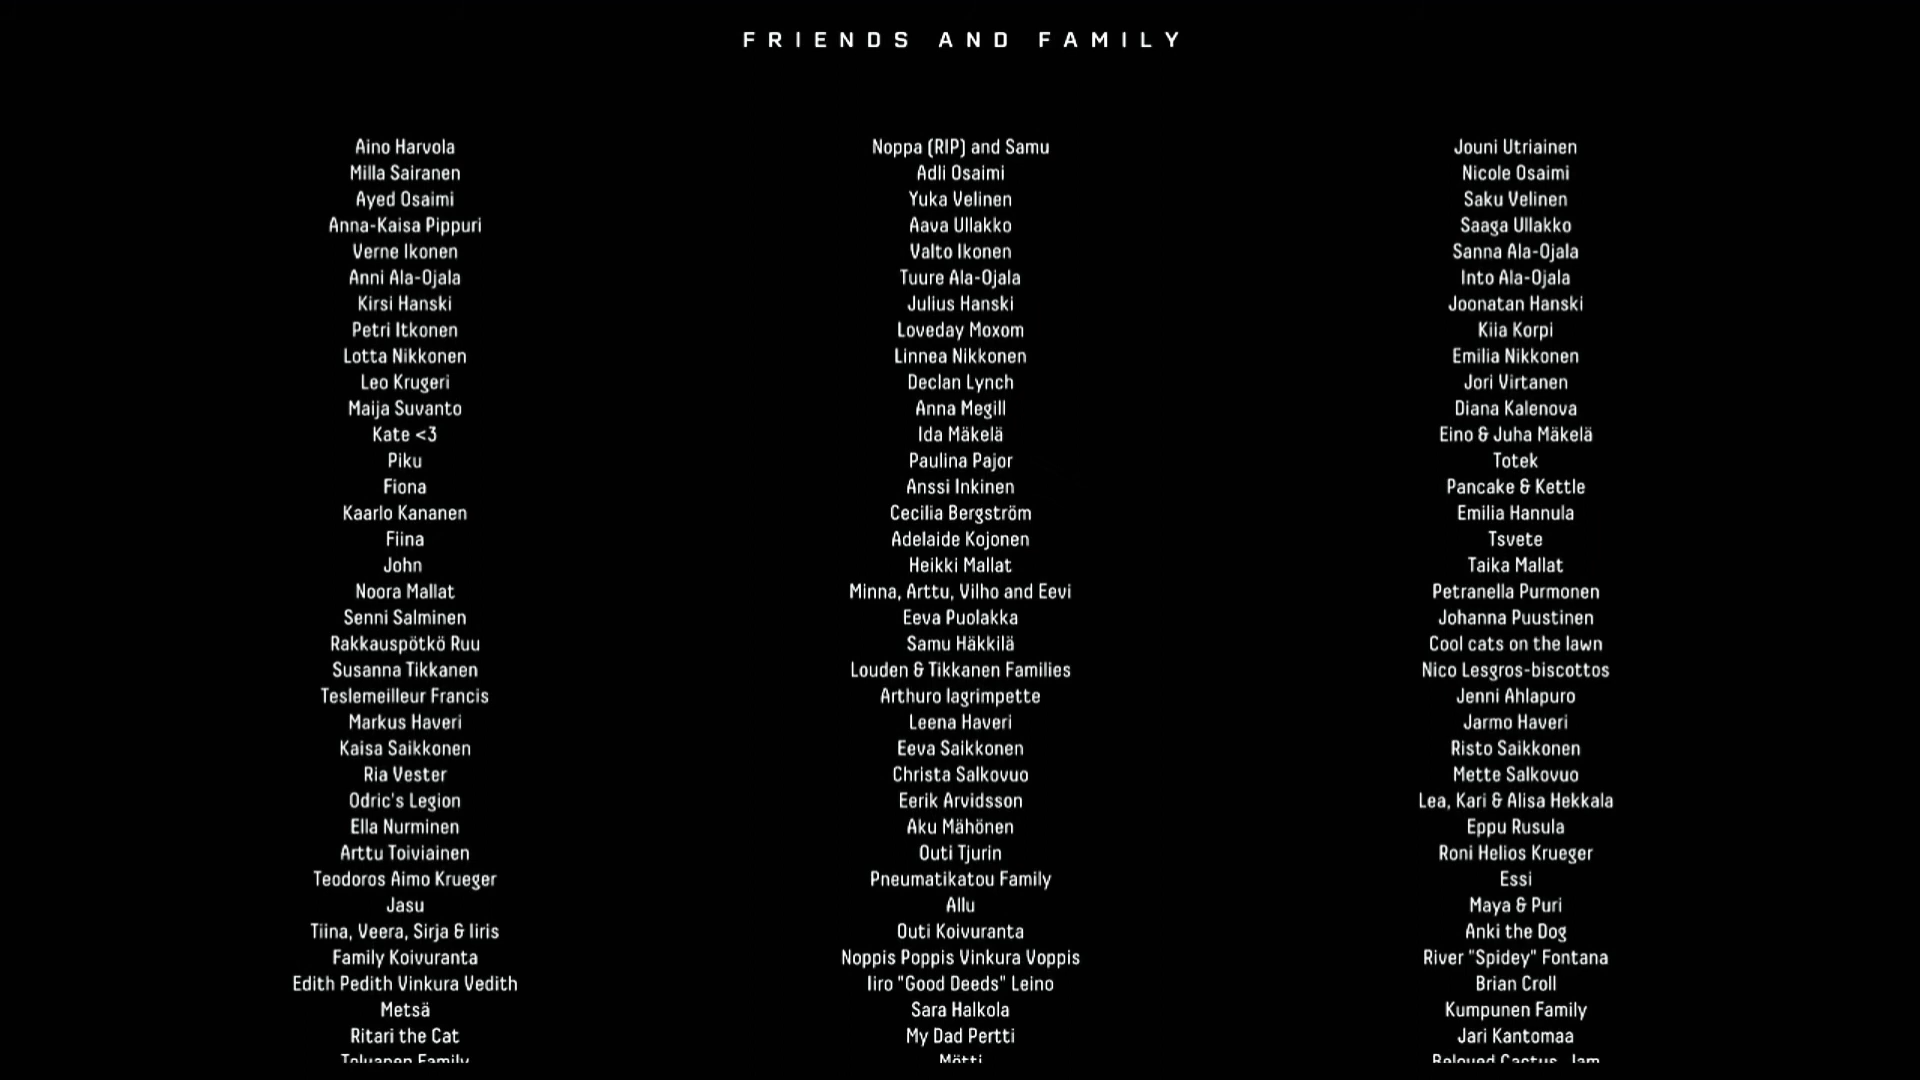 FRIENDS AND FAMILY
Aino Harvola Noppa (RIP) and Samu Jouni Utriainen
Milla Sairanen Adli Osaimi Nicole Osaimi
Ayed Osaimi Yuka Velinen Saku Velinen
Anna-Kaisa Pippuri Aava Ullakko Saaga Ullakko
Verne Ikonen Valto Ikonen Sanna Ala-Ojala
Anni Ala-Ojala Tuure Ala-Ojala Into Ala-Ojala
Kirsi Hanski Julius Hanski Joonatan Hanski
Petri Itkonen Loveday Moxom Kiia Korpi
Lotta Nikkonen Linnea Nikkonen Emilia Nikkonen
Leo Krugeri Declan Lynch Jori Virtanen
Maija Suvanto Anna Megill Diana Kalenova
Kate <3 Ida Mäkelä Eino & Juha Mäkelä
Piku Paulina Pajor Totek
Fiona Anssi Inkinen Pancake & Kettle
Kaarlo Kananen Cecilia Bergström Emilia Hannula
Fiina Adelaide Kojonen Tsvete
John Heikki Mallat Taika Mallat
Noora Mallat Minna, Arttu, Vilho and Eevi Petranella Purmonen
Senni Salminen Eeva Puolakka Johanna Puustinen
Rakkauspötkö Ruu Samu Häkkilä Cool cats on the lawn
Susanna Tikkanen Louden & Tikkanen Families Nico Lesgros-biscottos
Teslemeilleur Francis Arthuro lagrimpette Jenni Ahlapuro
Markus Haveri Leena Haveri Jarmo Haveri
Kaisa Saikkonen Eeva Saikkonen Risto Saikkonen
Ria Vester Christa Salkovuo Mette Salkovuo
Odric's Legion Eerik Arvidsson Lea, Kari & Alisa Hekkala
Ella Nurminen Aku Mähönen Eppu Rusula
Arttu Toiviainen Outi Tjurin Roni Helios Krueger
Teodoros Aimo Krueger Pneumatikatou Family Essi
Jasu Allu Maya & Puri
Tiina, Veera, Sirja & Iiris Outi Koivuranta Anki the Dog
Family Koivuranta Noppis Poppis Vinkura Voppis River "Spidey" Fontana
Edith Pedith Vinkura Vedith Iiro "Good Deeds" Leino Brian Croll
Metsä Sara Halkola Kumpunen Family
Ritari the Cat My Dad Pertti Jari Kantomaa
Toluanen Family Mötti Beloved Cactus, Jam